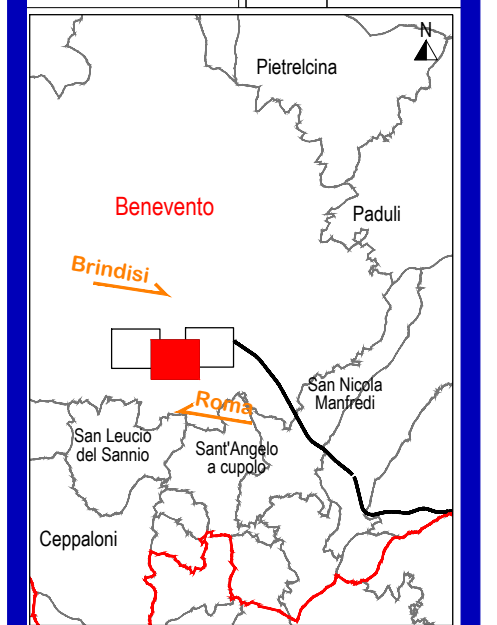 N
Pietrelcina
Benevento
Paduli
Brindisi
San Nicola
Manfredi
Roma
San Leucio
del Sannio
Sant'Angelo
a cupolo
Ceppaloni